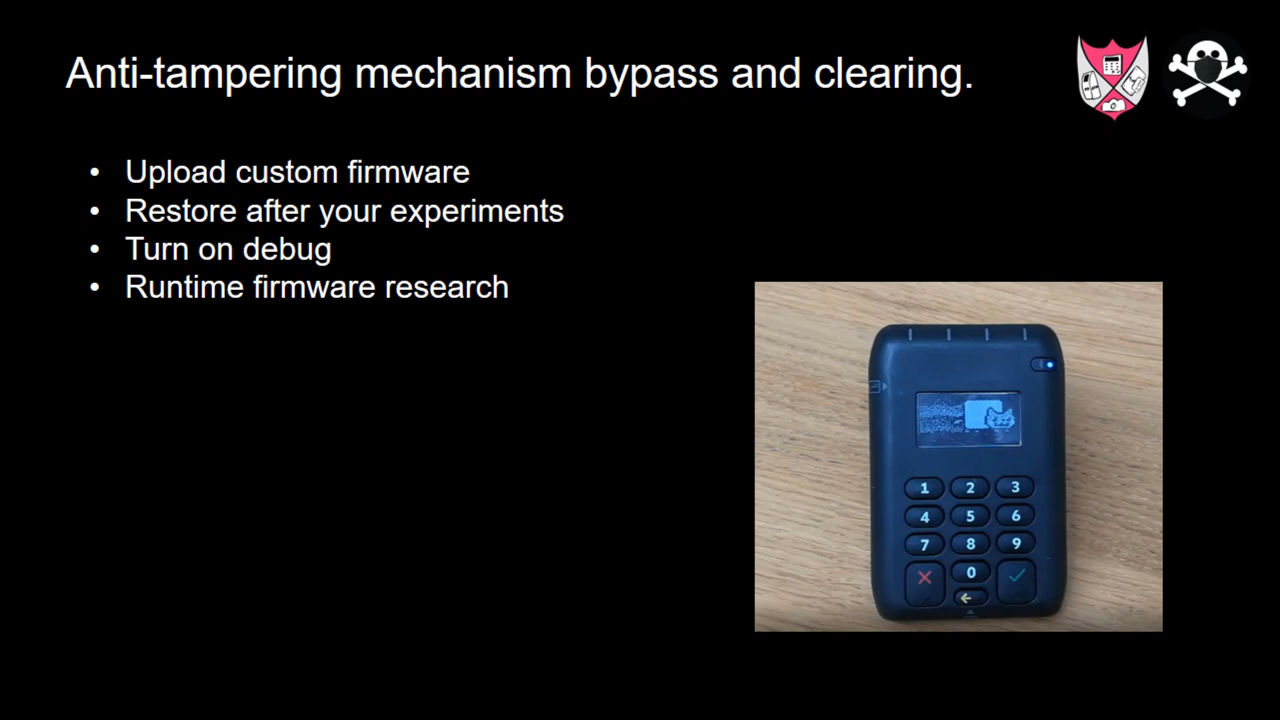 Anti-tampering mechanism bypass and clearing.
• Upload custom firmware
• Restore after your experiments
• Turn on debug
• Runtime firmware research
1 2 3
4 5 6
7 8 9
0